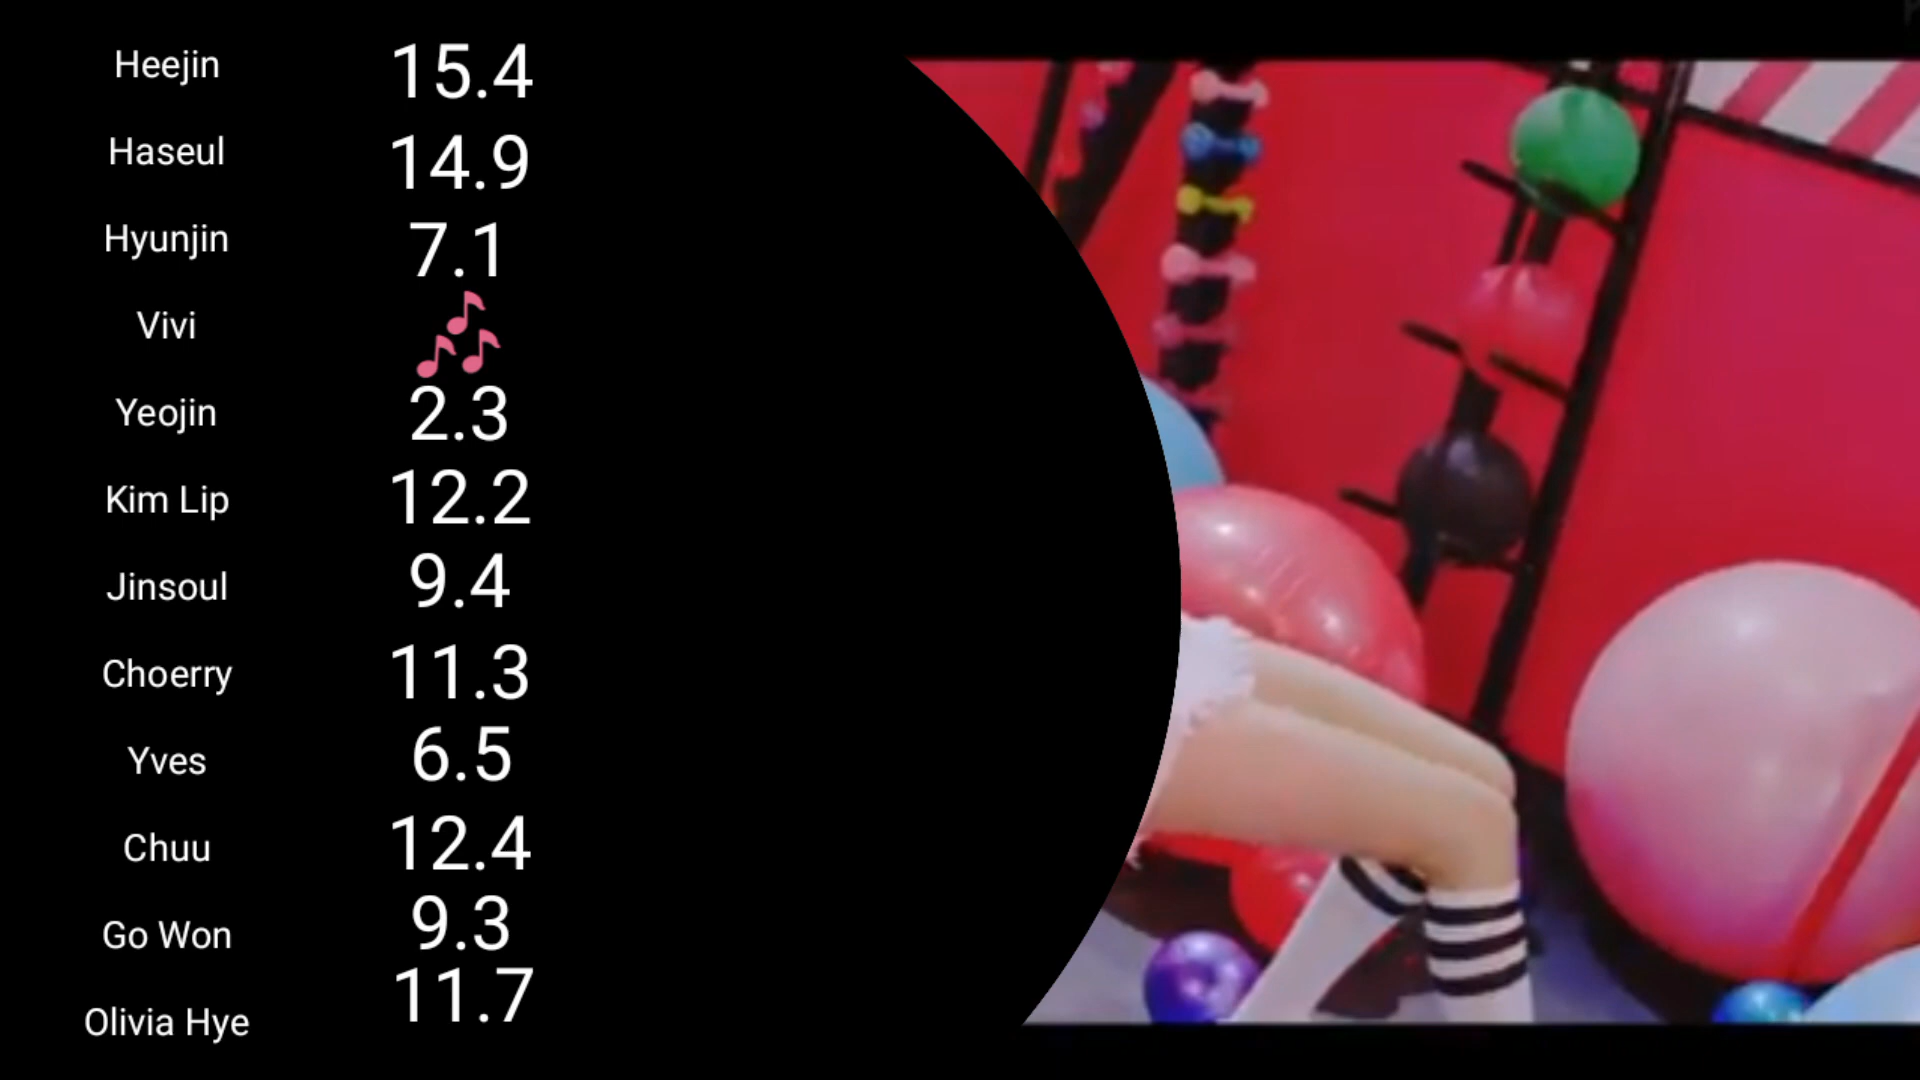 Heejin 15.4
Haseul 14.9
Hyunjin 7.1
Vivi
Yeojin 2.3
Kim Lip 12.2
Jinsoul 9.4
Choerry 11.3
Yves 6.5
Chuu 12.4
Go Won 9.3
Olivia Hye 11.7